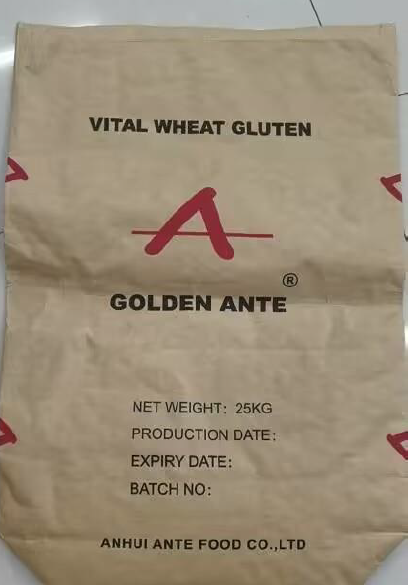 VITAL WHEAT GLUTEN
A
®
GOLDEN ANTE
NET WEIGHT: 25KG
PRODUCTION DATE:
EXPIRY DATE:
BATCH NO:
ANHUI ANTE FOOD CO.,LTD